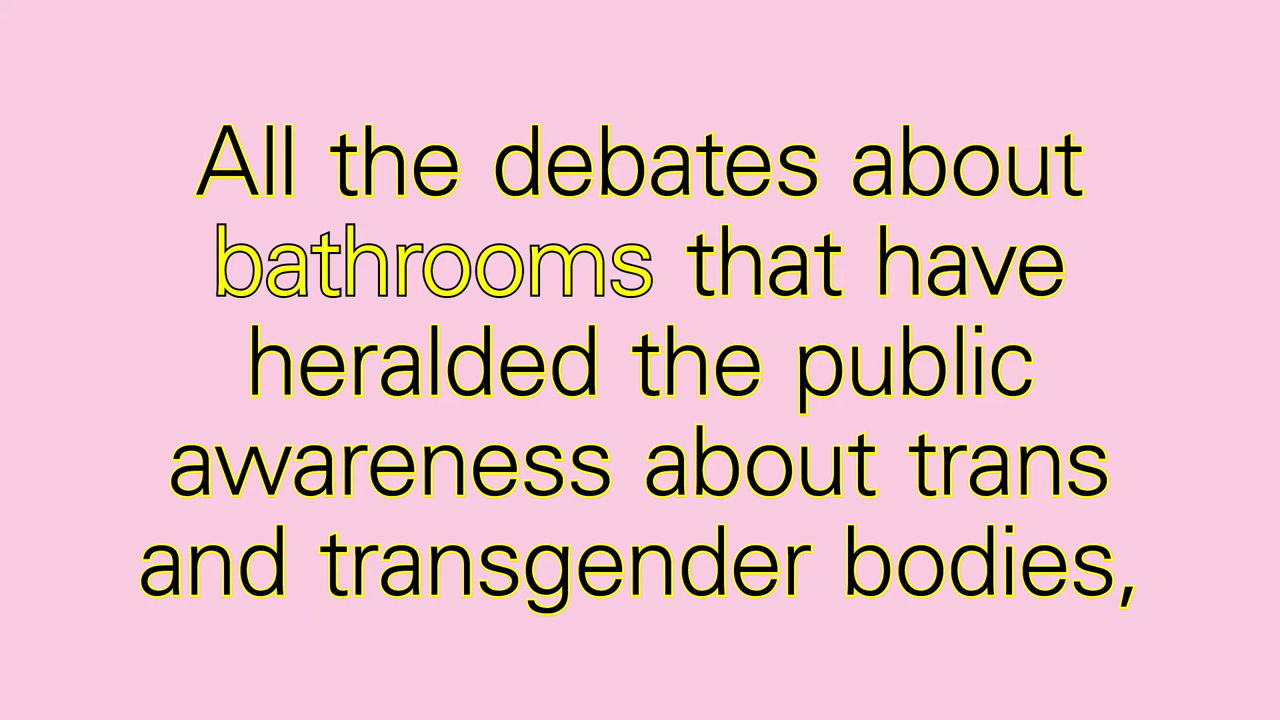 All the debates about
bathrooms that have
heralded the public
awareness about trans
and transgender bodies,